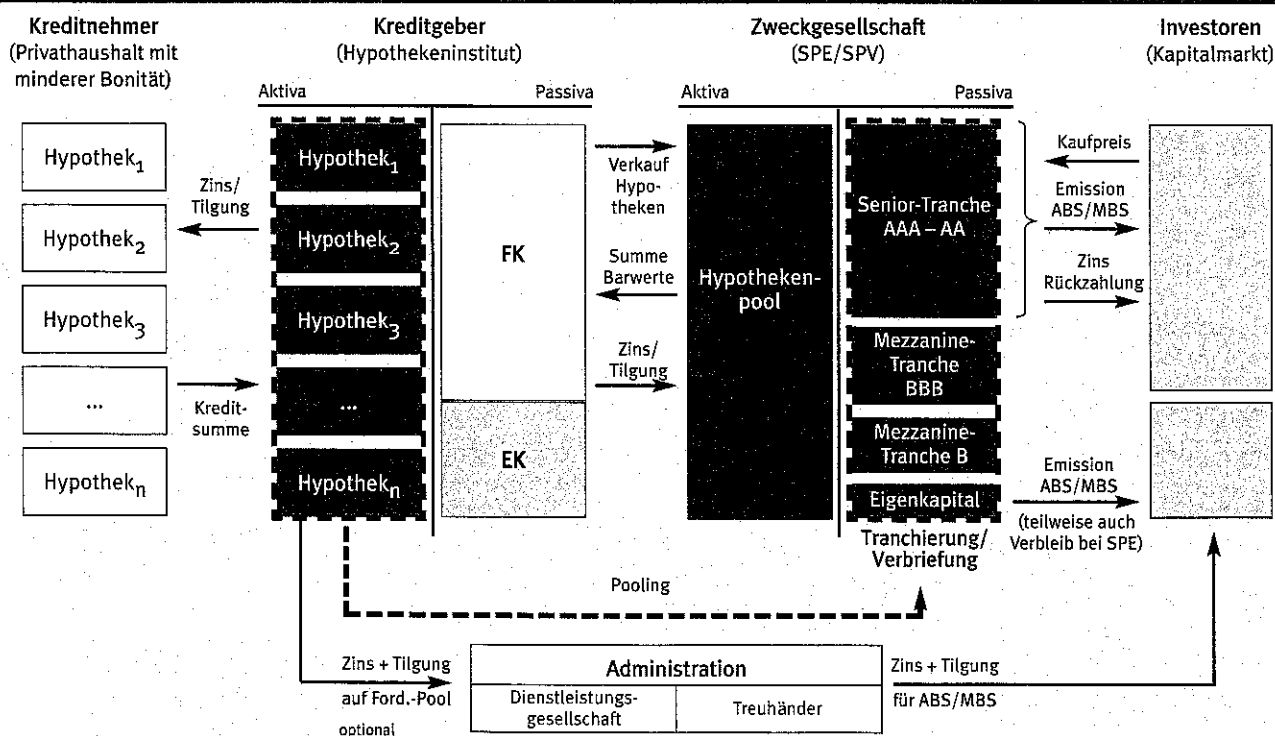 Kreditnehmer
(Privathaushalt mit
minderer Bonität)
Kreditgeber
(Hypothekeninstitut)
Zweckgesellschaft
(SPE/SPV)
Investoren
(Kapitalmarkt)
Aktiva
Passiva
Aktiva
Passiva
Hypothek1
Hypothek2
Hypothek3
...
Hypothekn
Zins/
Tilgung
Kredit-
summe
Hypothek1
Hypothek2
Hypothek3
...
Hypothekn
FK
EK
Verkauf
Hypo-
theken
Summe
Barwerte
Zins/
Tilgung
Hypotheken-
pool
Senior-Tranche
AAA – AA
Mezzanine-
Tranche
BBB
Mezzanine-
Tranche B
Eigenkapital
Tranchierung/
Verbriefung
Kaufpreis
Emission
ABS/MBS
Zins
Rückzahlung
Emission
ABS/MBS
(teilweise auch
Verbleib bei SPE)
Pooling
Zins + Tilgung
auf Ford.-Pool
optional
Administration
Dienstleistungs-
gesellschaft
Treuhänder
Zins + Tilgung
für ABS/MBS